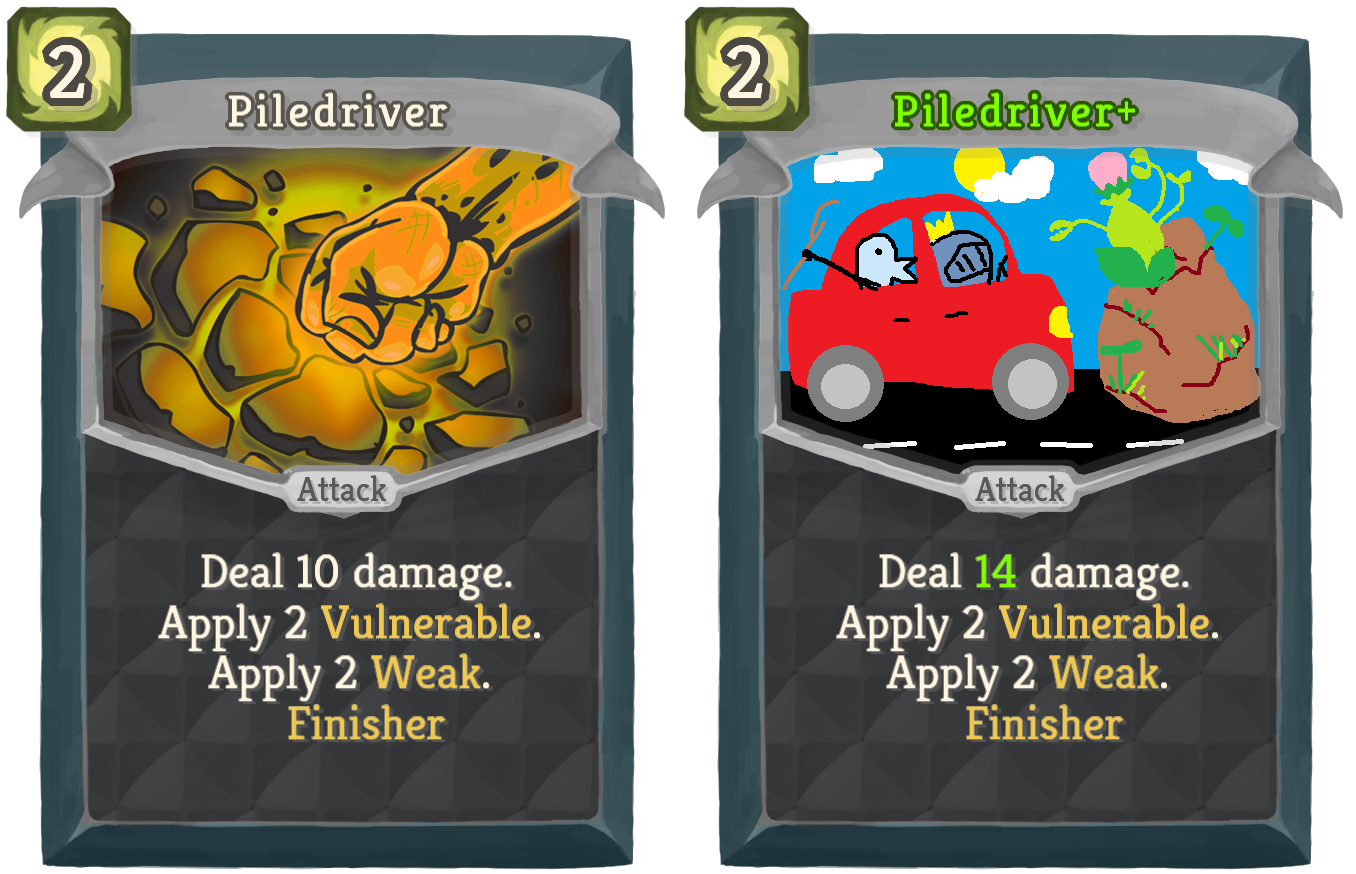 2
Piledriver
Attack
Deal 10 damage.
Apply 2 Vulnerable.
Apply 2 Weak.
Finisher
2
Piledriver+
Attack
Deal 14 damage.
Apply 2 Vulnerable.
Apply 2 Weak.
Finisher